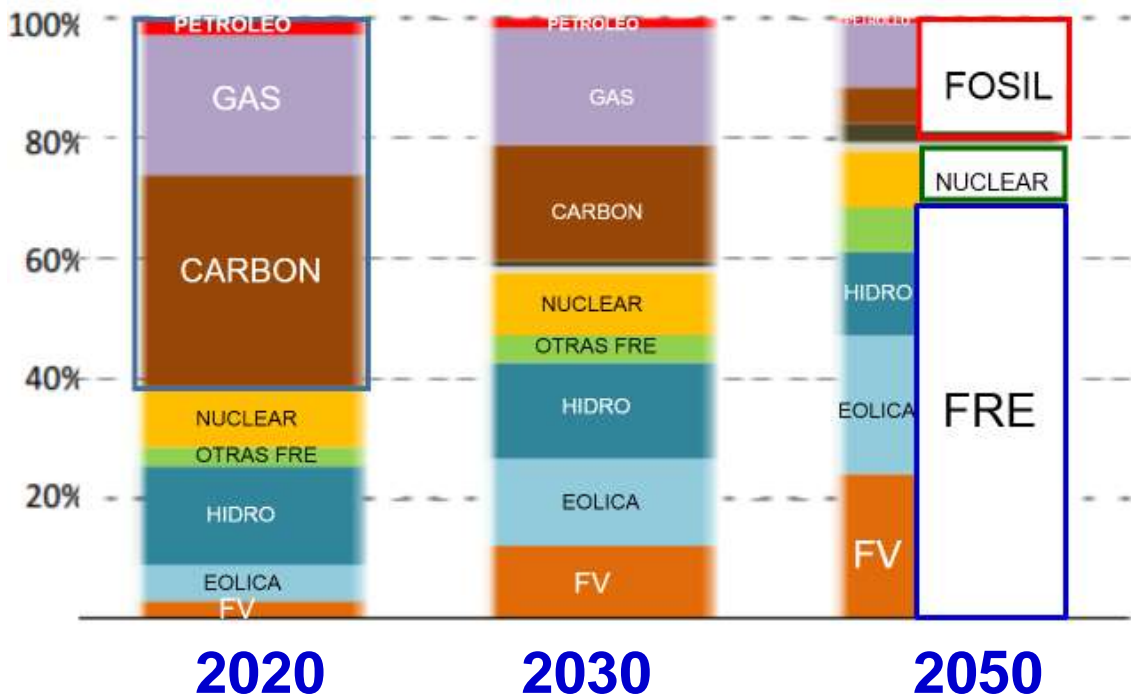 100%
80%
60%
40%
20%
PETROLEO
GAS
CARBON
NUCLEAR
OTRAS FRE
HIDRO
EOLICA
FV
PETROLEO
GAS
CARBON
NUCLEAR
OTRAS FRE
HIDRO
EOLICA
FV
PETROLLO
HIDRO
EOLICA
FV
FOSIL
NUCLEAR
FRE
2020
2030
2050